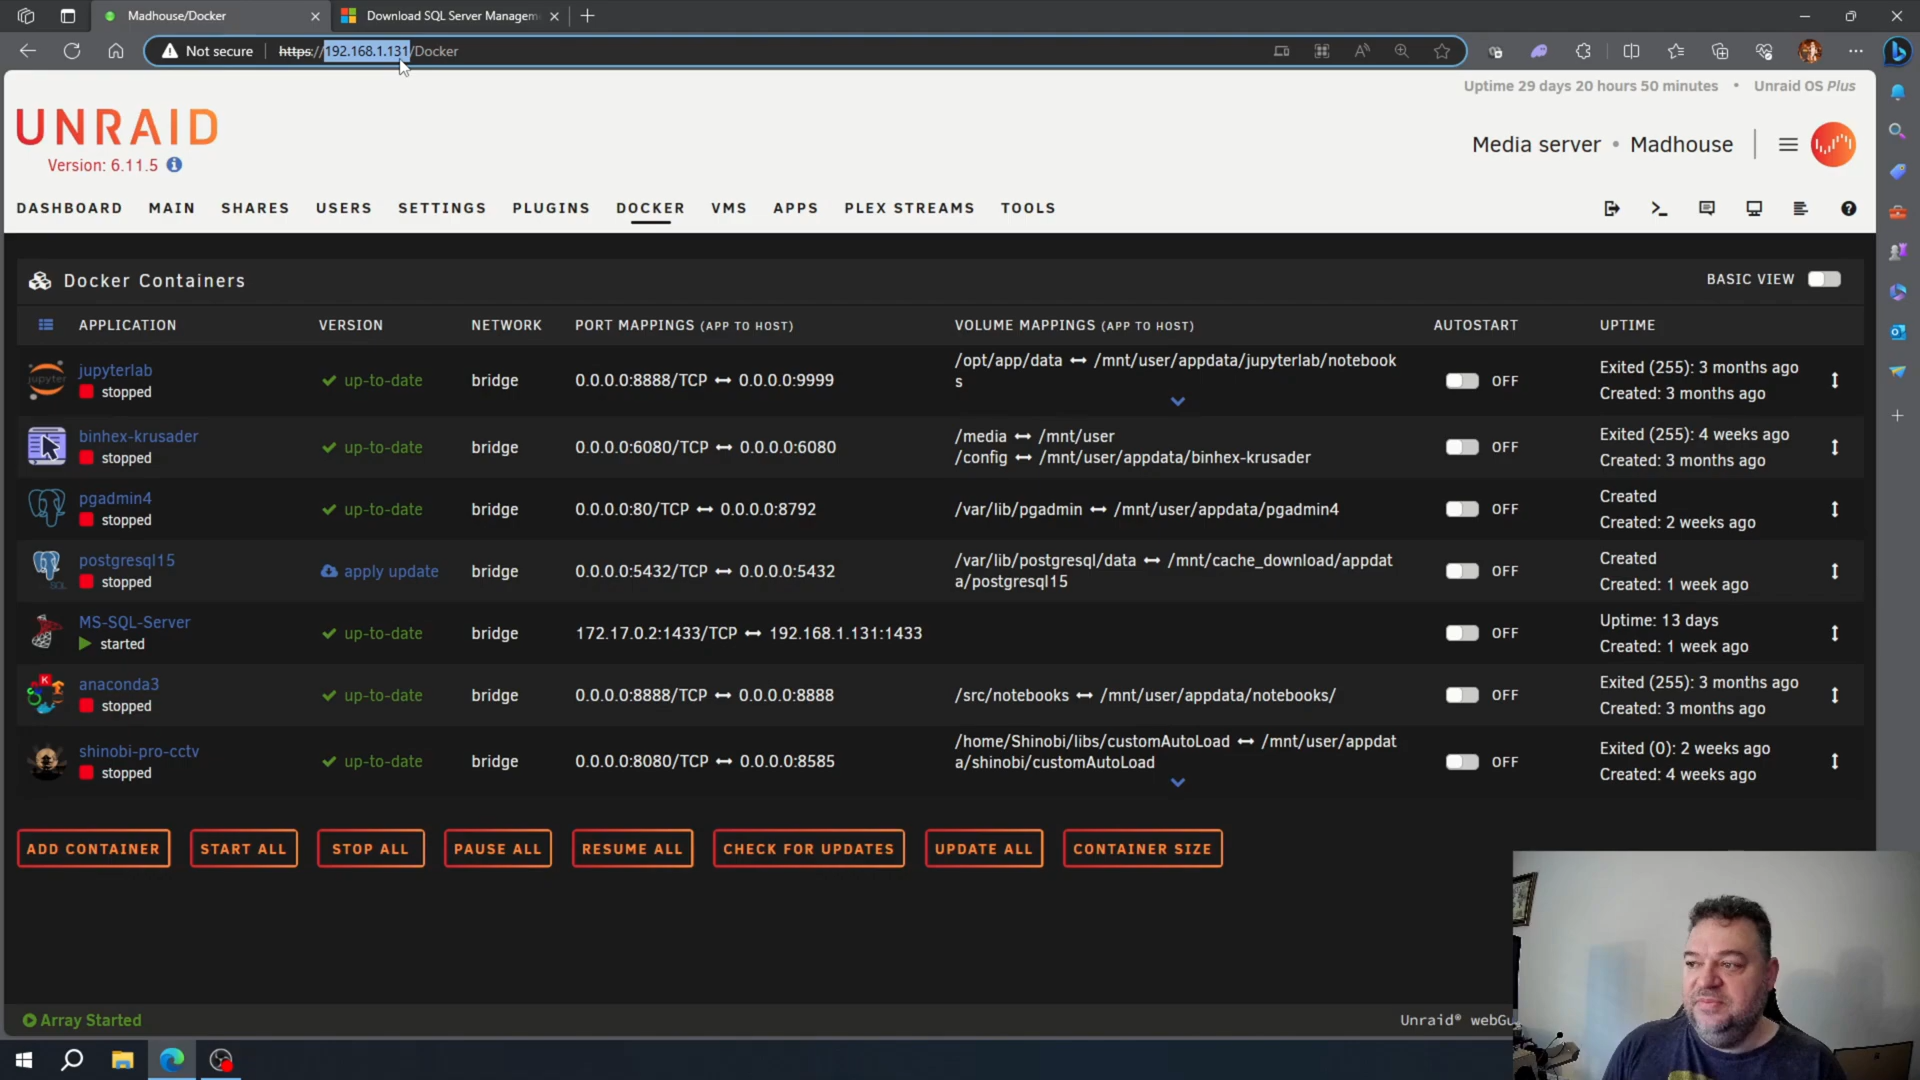 Madhouse/Docker
Download SQL Server Managem
Not secure
https://192.168.1.131/Docker
Uptime 29 days 20 hours 50 minutes • Unraid OS Plus
UNRAID
Version: 6.11.5
Media server • Madhouse
DASHBOARD MAIN SHARES USERS SETTINGS PLUGINS DOCKER VMS APPS PLEX STREAMS TOOLS
Docker Containers
BASIC VIEW
APPLICATION VERSION NETWORK PORT MAPPINGS (APP TO HOST) VOLUME MAPPINGS (APP TO HOST) AUTOSTART UPTIME
jupyterlab
stopped
up-to-date
bridge
0.0.0.0:8888/TCP ↔ 0.0.0.0:9999
/opt/app/data ↔ /mnt/user/appdata/jupyterlab/notebook
s
OFF
Exited (255): 3 months ago
Created: 3 months ago
binhex-krusader
stopped
up-to-date
bridge
0.0.0.0:6080/TCP ↔ 0.0.0.0:6080
/media ↔ /mnt/user
/config ↔ /mnt/user/appdata/binhex-krusader
OFF
Exited (255): 4 weeks ago
Created: 3 months ago
pgadmin4
stopped
up-to-date
bridge
0.0.0.0:80/TCP ↔ 0.0.0.0:8792
/var/lib/pgadmin ↔ /mnt/user/appdata/pgadmin4
OFF
Created
Created: 2 weeks ago
postgresql15
stopped
apply update
bridge
0.0.0.0:5432/TCP ↔ 0.0.0.0:5432
/var/lib/postgresql/data ↔ /mnt/cache_download/appdat
a/postgresql15
OFF
Created
Created: 1 week ago
MS-SQL-Server
started
up-to-date
bridge
172.17.0.2:1433/TCP ↔ 192.168.1.131:1433
OFF
Uptime: 13 days
Created: 1 week ago
anaconda3
stopped
up-to-date
bridge
0.0.0.0:8888/TCP ↔ 0.0.0.0:8888
/src/notebooks ↔ /mnt/user/appdata/notebooks/
OFF
Exited (255): 3 months ago
Created: 3 months ago
shinobi-pro-cctv
stopped
up-to-date
bridge
0.0.0.0:8080/TCP ↔ 0.0.0.0:8585
/home/Shinobi/libs/customAutoLoad ↔ /mnt/user/appdat
a/shinobi/customAutoLoad
OFF
Exited (0): 2 weeks ago
Created: 4 weeks ago
ADD CONTAINER START ALL STOP ALL PAUSE ALL RESUME ALL CHECK FOR UPDATES UPDATE ALL CONTAINER SIZE
Array Started
Unraid® webGu